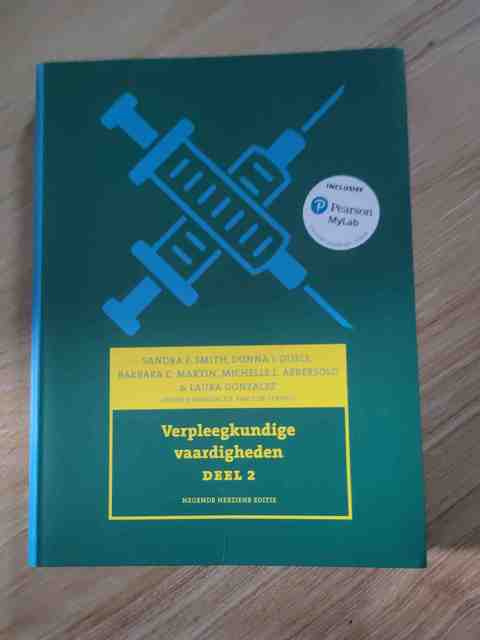 INCLUSIEF
Pearson
MyLab
SANDRA F. SMITH, DONNA J. DUELL,
BARBARA C. MARTIN, MICHELLE L. AEBERSOLD
& LAURA GONZALEZ
Verpleegkundige
vaardigheden
DEEL 2
NEGENDE HERZIENE EDITIE